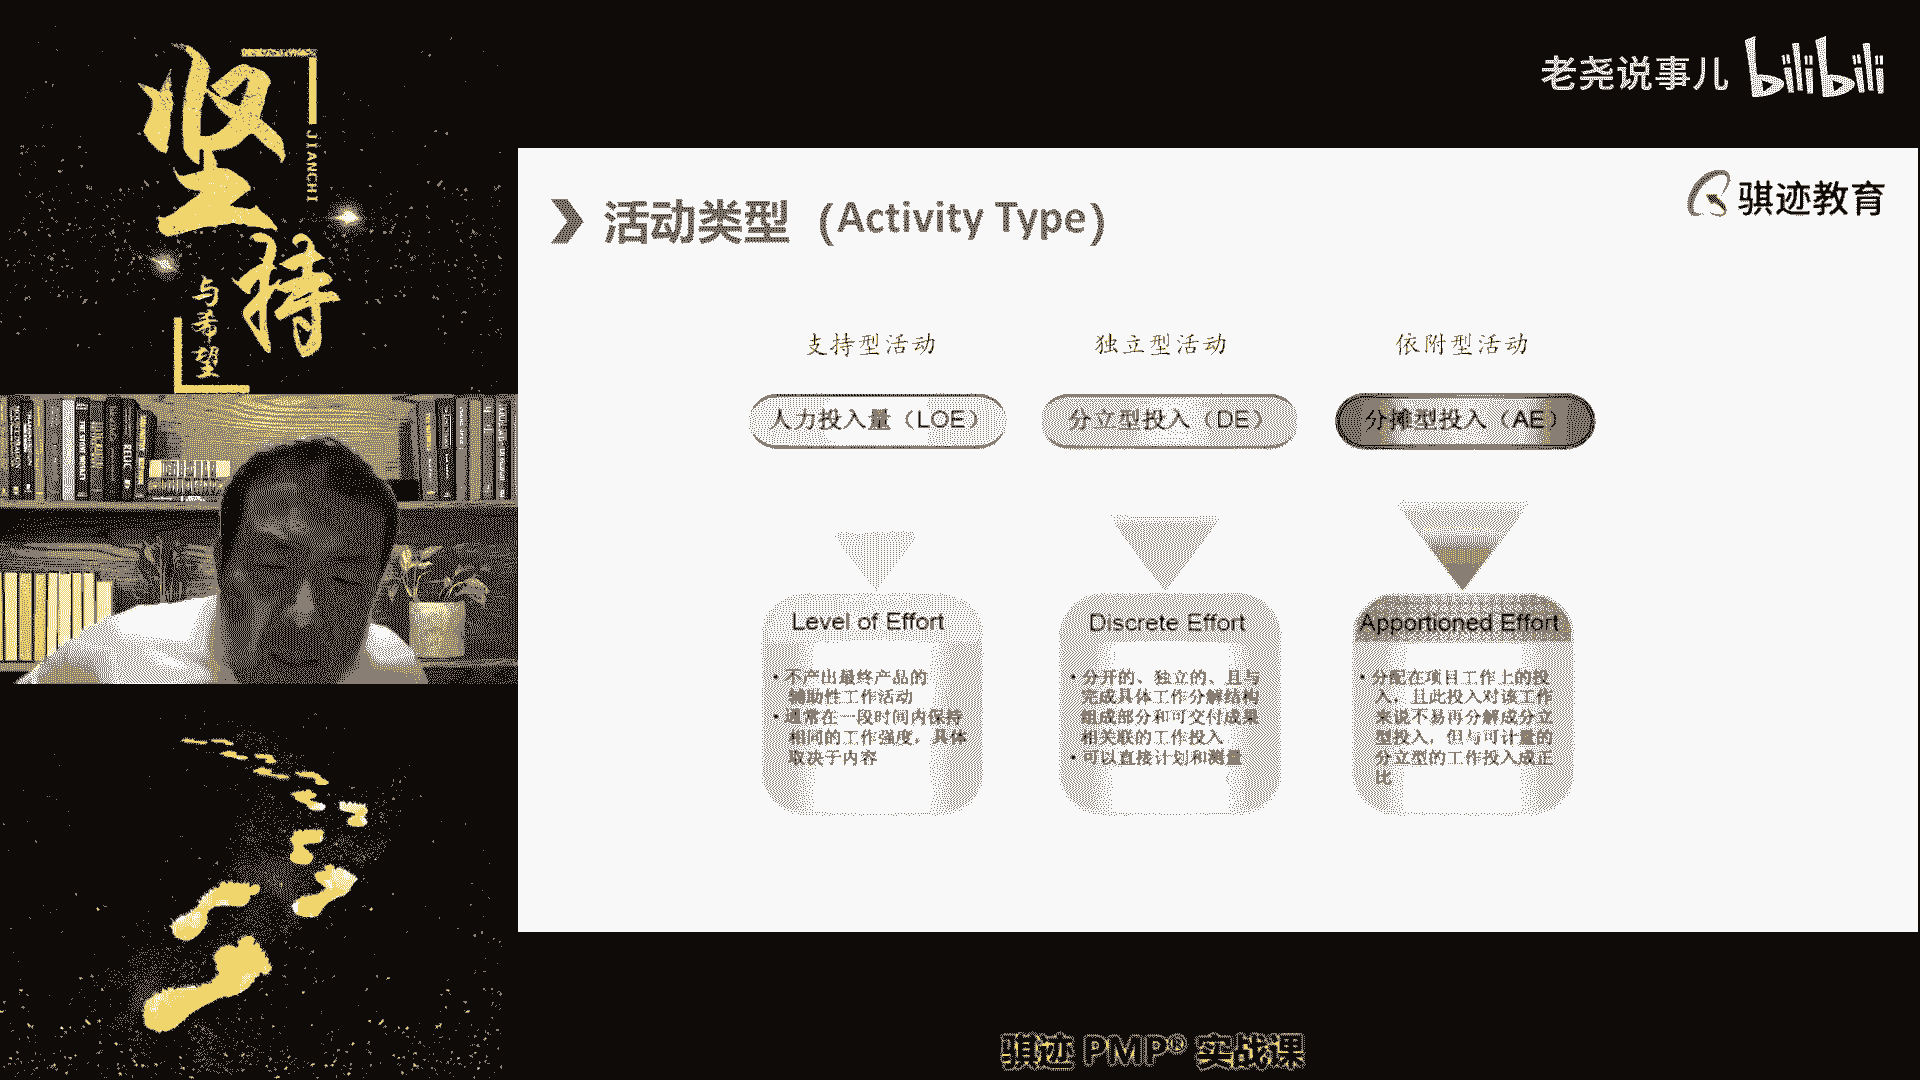 坚持
JIANCHI
与希望
老尧说事儿 bilibili
骐迹教育
活动类型 (Activity Type)
支持型活动
独立型活动
依附型活动
人力投入量（LOE）
分立型投入（DE）
分摊型投入（AE）
Level of Effort
• 不产出最终产品的
辅助性工作活动
• 通常在一段时间内保持
相同的工作强度，具体
取决于内容
Discrete Effort
• 分开的、独立的、且与
完成具体工作分解结构
组成部分和可交付成果
相关联的工作投入
• 可以直接计划和测量
Apportioned Effort
• 分配在项目工作上的投
入，且此投入对该工作
来说不易再分解成分立
型投入，但与可计量的
分立型的工作投入成正
比
骐迹 PMP® 实战课